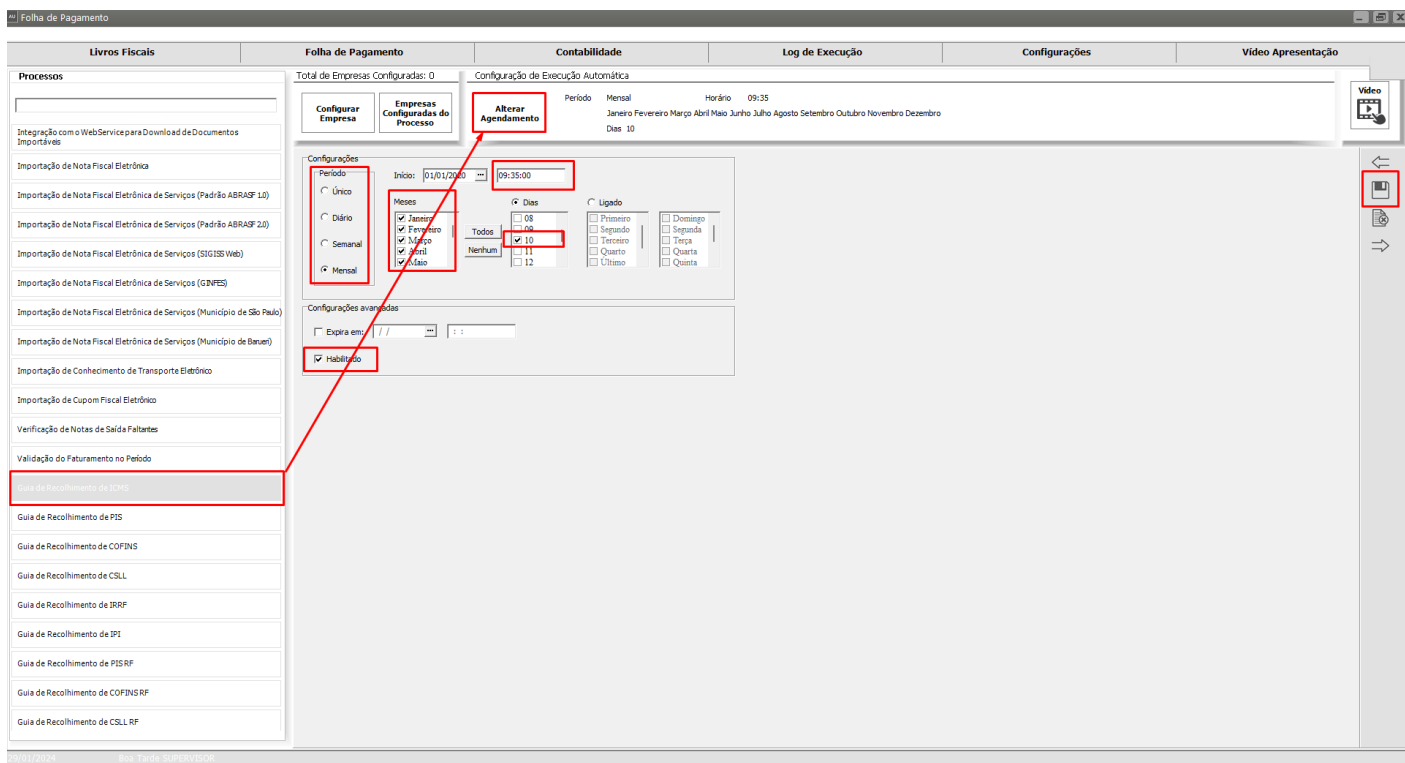 AU Folha de Pagamento
Livros Fiscais
Folha de Pagamento
Contabilidade
Log de Execução
Configurações
Vídeo Apresentação
Processos
Integração com o WebService para Download de Documentos
Importáveis
Importação de Nota Fiscal Eletrônica
Importação de Nota Fiscal Eletrônica de Serviços (Padrão ABRASF 1.0)
Importação de Nota Fiscal Eletrônica de Serviços (Padrão ABRASF 2.0)
Importação de Nota Fiscal Eletrônica de Serviços (SIGISS Web)
Importação de Nota Fiscal Eletrônica de Serviços (GINFES)
Importação de Nota Fiscal Eletrônica de Serviços (Município de São Paulo)
Importação de Nota Fiscal Eletrônica de Serviços (Município de Barueri)
Importação de Conhecimento de Transporte Eletrônico
Importação de Cupom Fiscal Eletrônico
Verificação de Notas de Saída Faltantes
Validação do Faturamento no Período
Guia de Recolhimento de ICMS
Guia de Recolhimento de PIS
Guia de Recolhimento de COFINS
Guia de Recolhimento de CSLL
Guia de Recolhimento de IRRF
Guia de Recolhimento de IPI
Guia de Recolhimento de PIS RF
Guia de Recolhimento de COFINS RF
Guia de Recolhimento de CSLL RF
Total de Empresas Configuradas: 0
Configurar
Empresa
Empresas
Configuradas do
Processo
Configuração de Execução Automática
Alterar
Agendamento
Período Mensal Horário 09:35
Janeiro Fevereiro Março Abril Maio Junho Julho Agosto Setembro Outubro Novembro Dezembro
Dias 10
Vídeo
Configurações
Período
Único
Diário
Semanal
Mensal
Início: 01/01/2020 ... 09:35:00
Meses
Janeiro
Fevereiro
Março
Abril
Maio
Todos
Nenhum
Dias
08
09
10
11
12
Ligado
Primeiro
Segundo
Terceiro
Quarto
Último
Domingo
Segunda
Terça
Quarta
Quinta
Configurações avançadas
Expira em: / / ... : :
Habilitado
29/01/2024 Boa Tarde SUPERVISOR